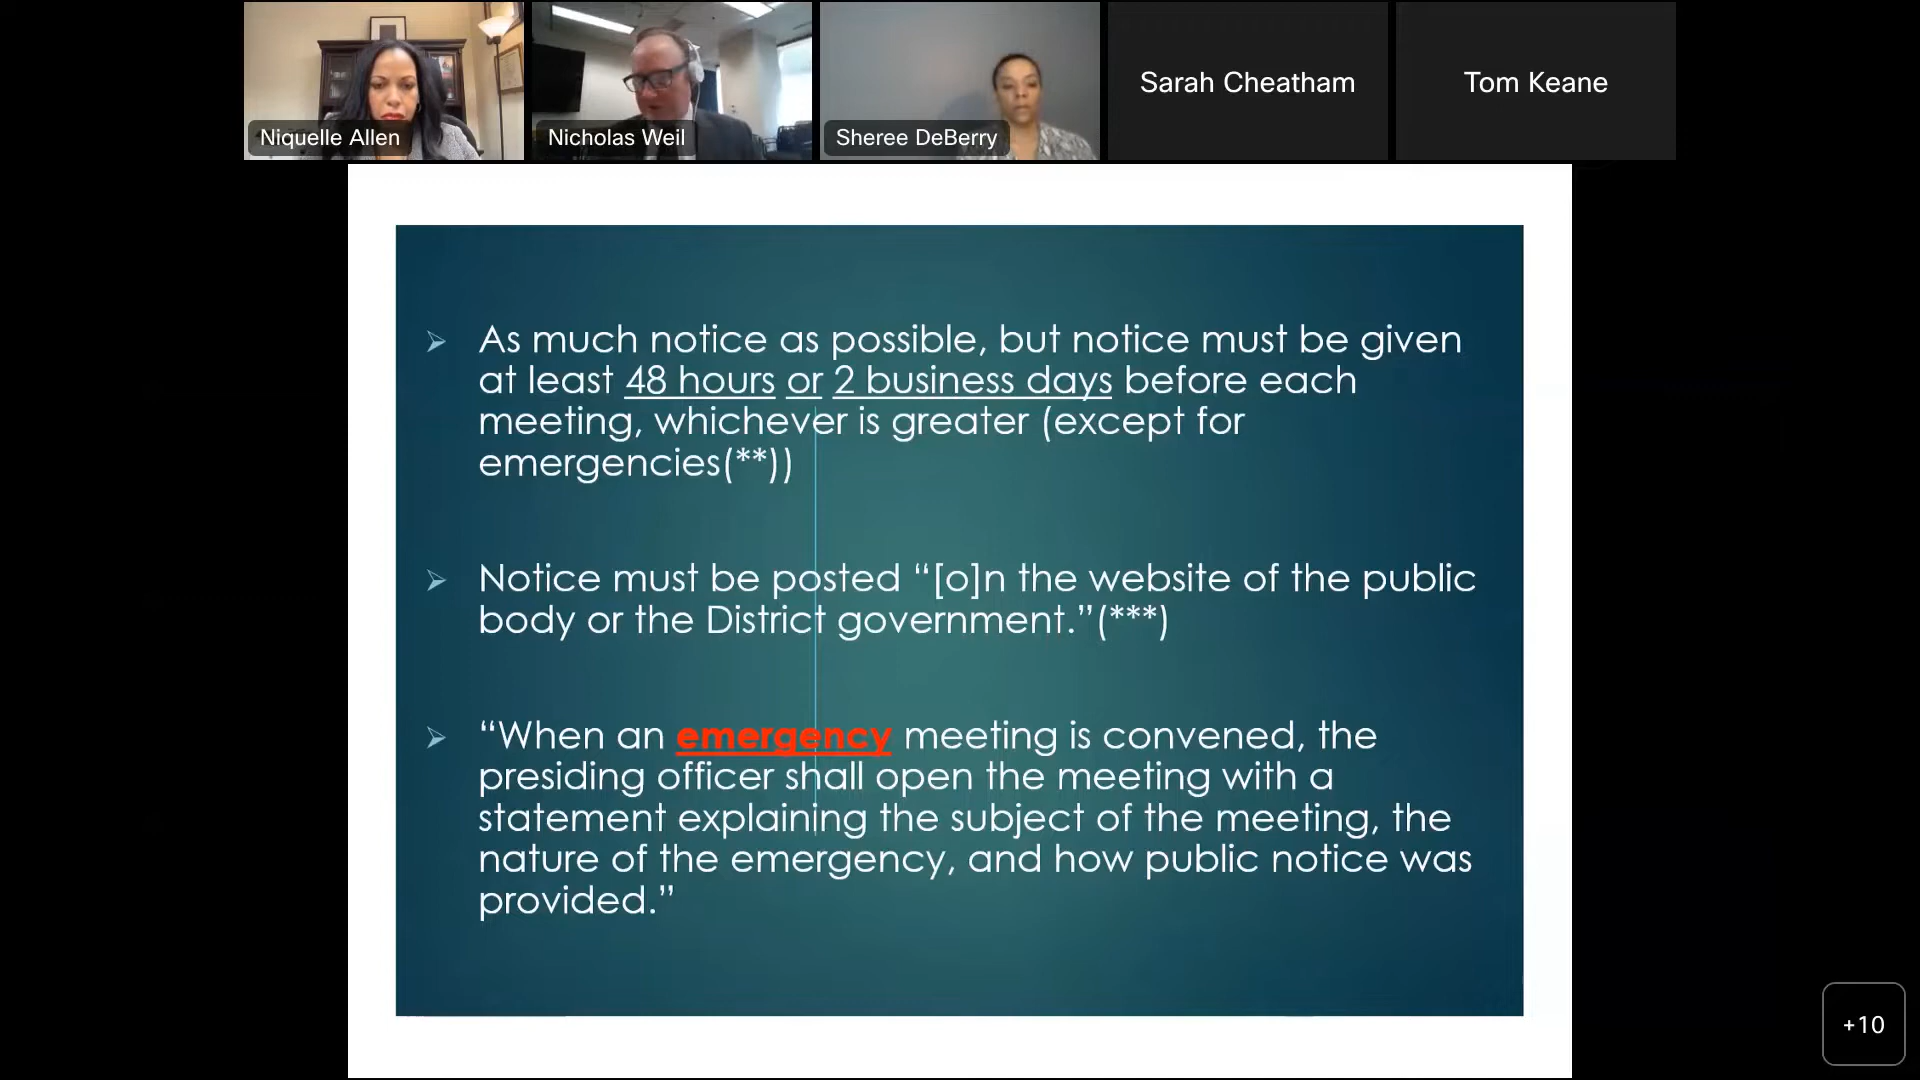 Niquelle Allen
Nicholas Weil
Sheree DeBerry
Sarah Cheatham
Tom Keane
As much notice as possible, but notice must be given
at least 48 hours or 2 business days before each
meeting, whichever is greater (except for
emergencies(**))
Notice must be posted “[o]n the website of the public
body or the District government.”(***)
“When an emergency meeting is convened, the
presiding officer shall open the meeting with a
statement explaining the subject of the meeting, the
nature of the emergency, and how public notice was
provided.”
+10